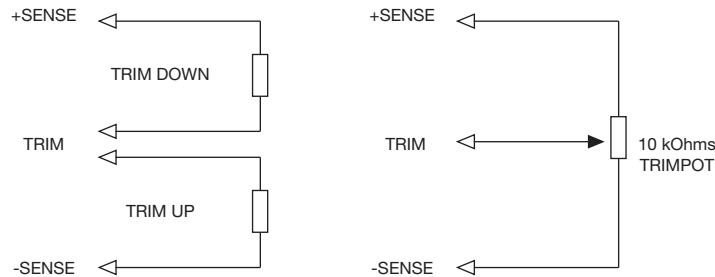 +SENSE
TRIM DOWN
TRIM
TRIM UP
-SENSE
+SENSE
TRIM
10 kOhms
TRIMPOT
-SENSE